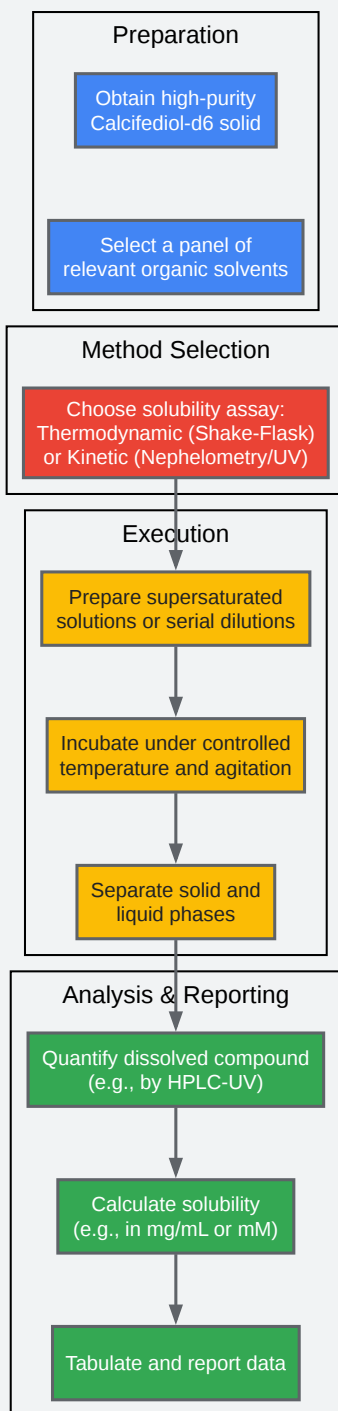 Preparation
Obtain high-purity
Calcifediol-d6 solid
Select a panel of
relevant organic solvents
Method Selection
Choose solubility assay:
Thermodynamic (Shake-Flask)
or Kinetic (Nephelometry/UV)
Execution
Prepare supersaturated
solutions or serial dilutions
Incubate under controlled
temperature and agitation
Separate solid and
liquid phases
Analysis & Reporting
Quantify dissolved compound
(e.g., by HPLC-UV)
Calculate solubility
(e.g., in mg/mL or mM)
Tabulate and report data